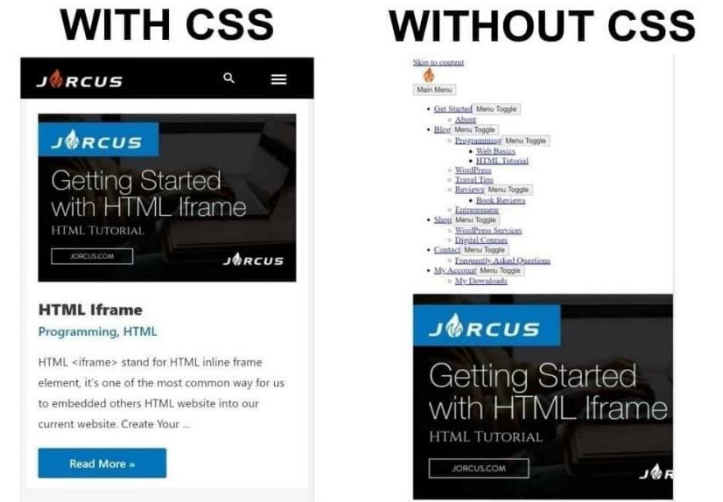 WITH CSS
JORCUS
JORCUS
Getting Started
with HTML Iframe
HTML TUTORIAL
JORCUS.COM
JORCUS
HTML Iframe
Programming, HTML
HTML <iframe> stand for HTML inline frame
element, it's one of the most common way for us
to embedded others HTML website into our
current website. Create Your ...
Read More »
WITHOUT CSS
Skip to content
Main Menu
Get Started Menu Toggle
About
Blog Menu Toggle
Programming Menu Toggle
Web Basics
HTML Tutorial
WordPress
Travel Tips
Reviews Menu Toggle
Book Reviews
Entrepreneur
Shop Menu Toggle
WordPress Services
Digital Courses
Contact Menu Toggle
Frequently Asked Questions
My Account Menu Toggle
My Downloads
JORCUS
Getting Started
with HTML Iframe
HTML TUTORIAL
JORCUS.COM
JOR